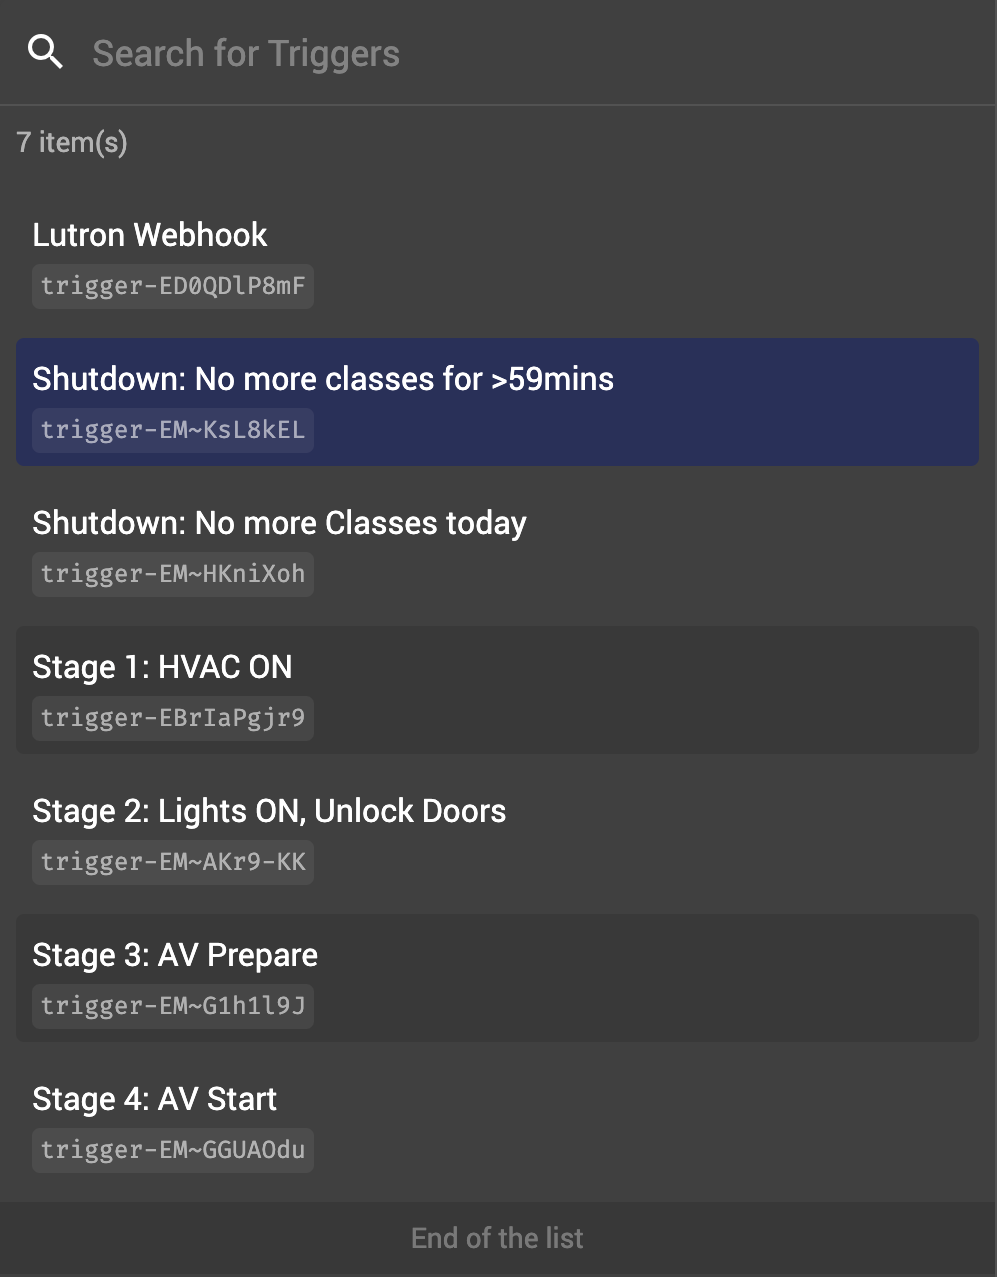 Search for Triggers
7 item(s)
Lutron Webhook
trigger-ED0QDlP8mF
Shutdown: No more classes for >59mins
trigger-EM~KsL8kEL
Shutdown: No more Classes today
trigger-EM~HKniXoh
Stage 1: HVAC ON
trigger-EBrIaPgjr9
Stage 2: Lights ON, Unlock Doors
trigger-EM~AKr9-KK
Stage 3: AV Prepare
trigger-EM~G1h1l9J
Stage 4: AV Start
trigger-EM~GGUAOdu
End of the list